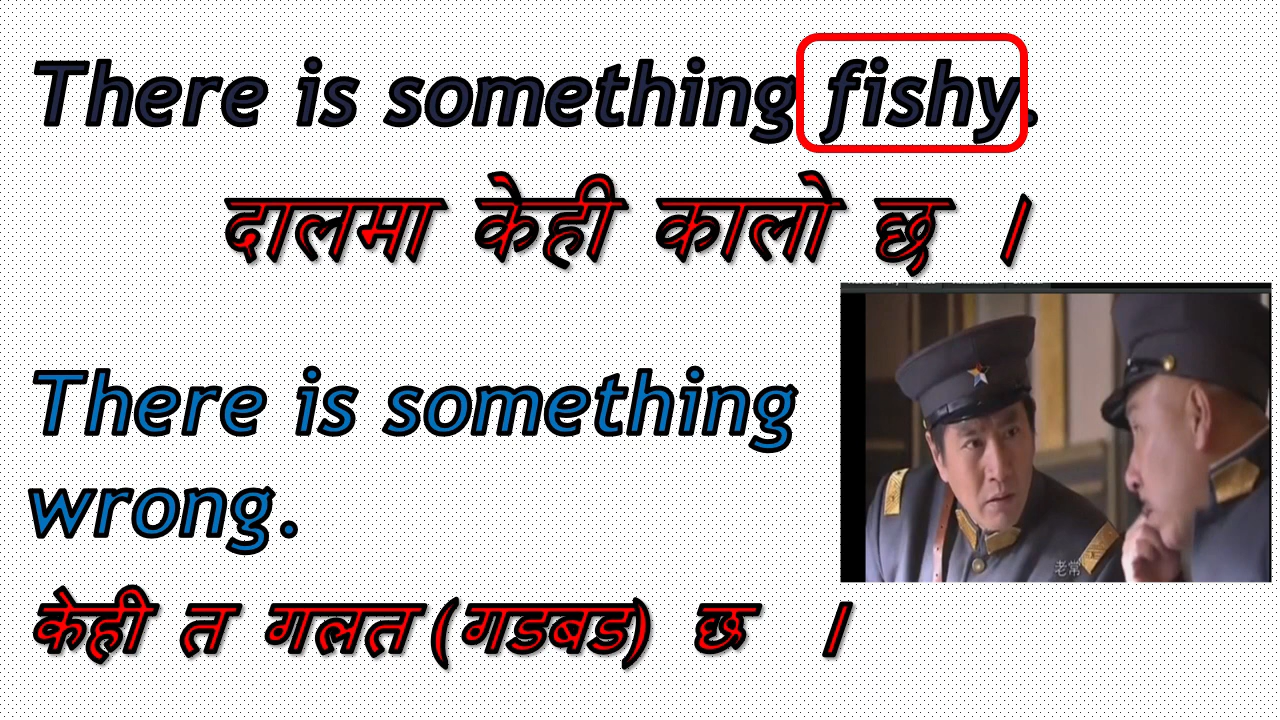 There is something fishy.
दालमा केही कालो छ ।
There is something
wrong.
老常
केही त गलत (गडबड) छ ।